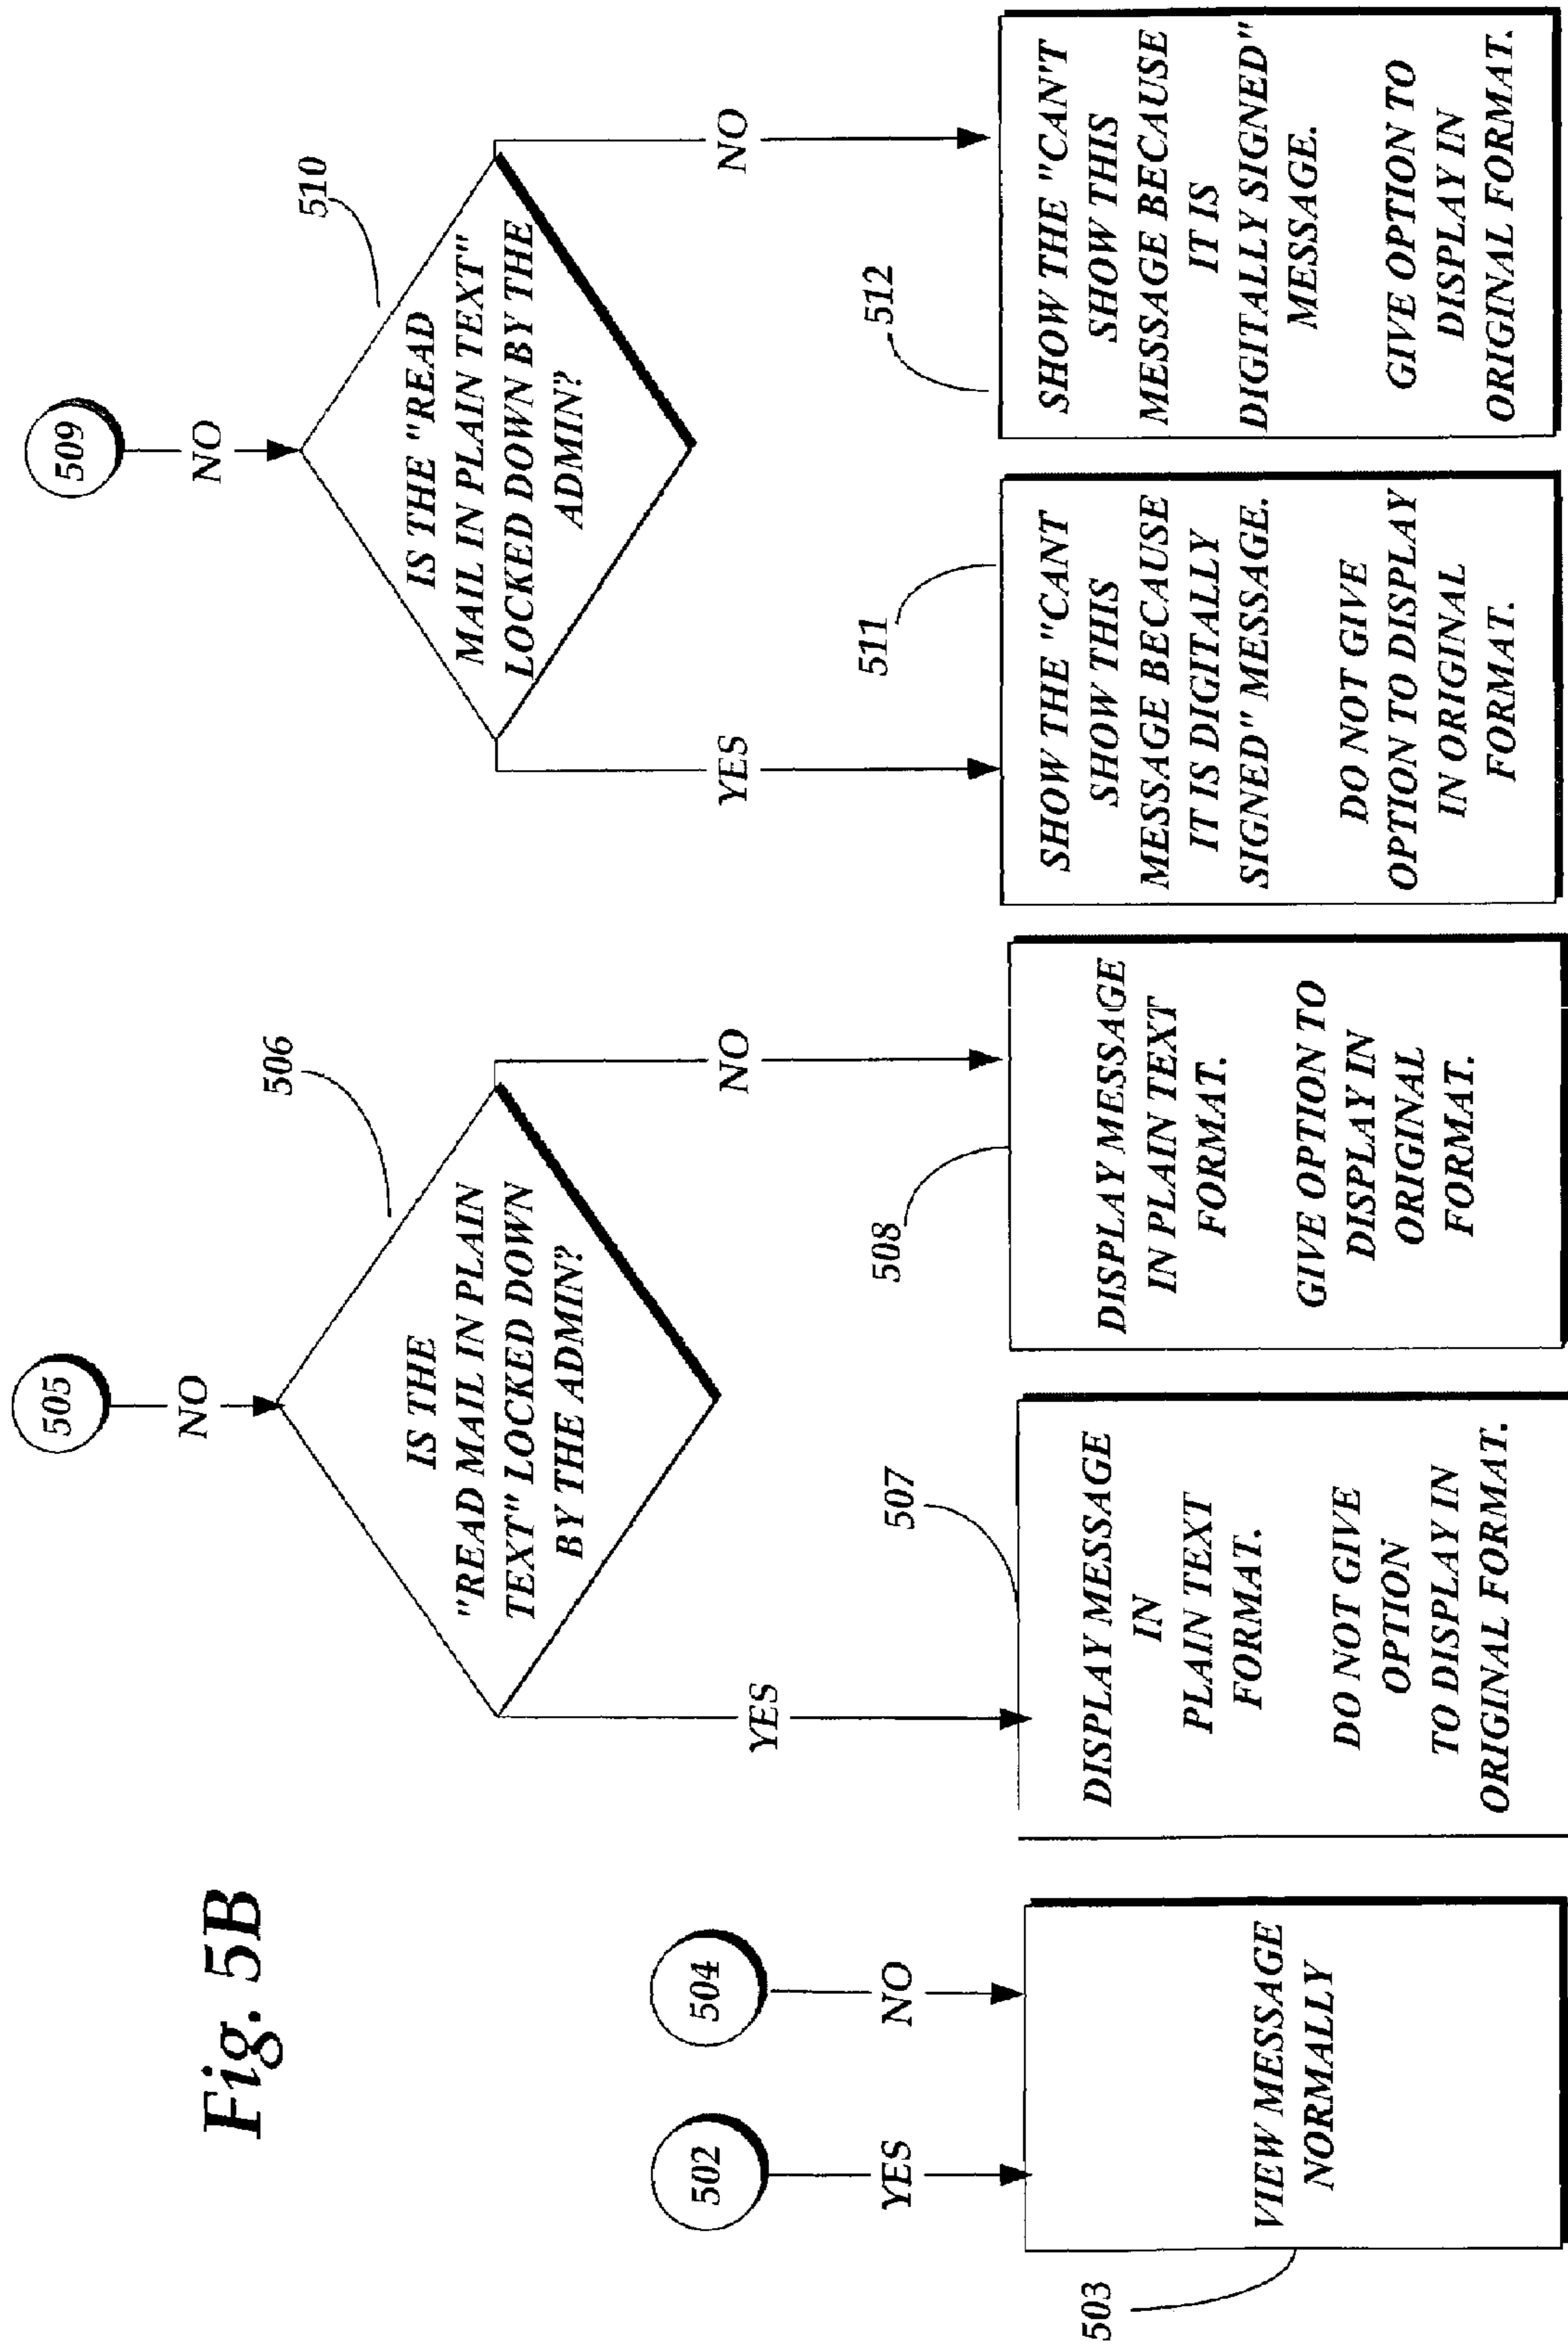 Fig. 5B
502
YES
504
NO
503
VIEW MESSAGE
NORMALLY
505
NO
506
IS THE
"READ MAIL IN PLAIN
TEXT" LOCKED DOWN
BY THE ADMIN?
YES
NO
507
DISPLAY MESSAGE
IN
PLAIN TEXT
FORMAT.
DO NOT GIVE
OPTION
TO DISPLAY IN
ORIGINAL FORMAT.
508
DISPLAY MESSAGE
IN PLAIN TEXT
FORMAT.
GIVE OPTION TO
DISPLAY IN
ORIGINAL
FORMAT.
509
NO
510
IS THE "READ
MAIL IN PLAIN TEXT"
LOCKED DOWN BY THE
ADMIN?
YES
NO
511
SHOW THE "CANT
SHOW THIS
MESSAGE BECAUSE
IT IS DIGITALLY
SIGNED" MESSAGE.
DO NOT GIVE
OPTION TO DISPLAY
IN ORIGINAL
FORMAT.
512
SHOW THE "CAN'T
SHOW THIS
MESSAGE BECAUSE
IT IS
DIGITALLY SIGNED"
MESSAGE.
GIVE OPTION TO
DISPLAY IN
ORIGINAL FORMAT.